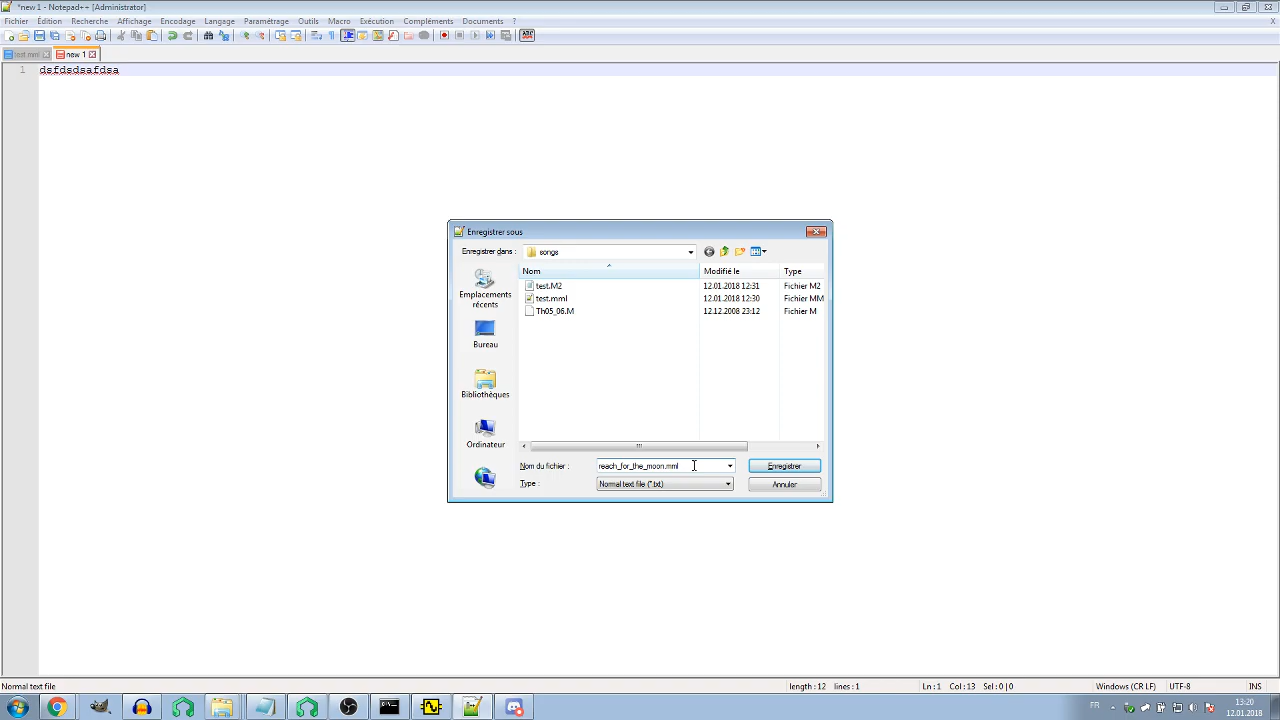 *new 1 - Notepad++ [Administrator]
Fichier Édition Recherche Affichage Encodage Langage Paramétrage Outils Macro Exécution Compléments Documents ? X
test.mml new 1
1 dsfdsdsafdsa
Enregistrer sous
Enregistrer dans : songs
Nom Modifié le Type
test.M2 12.01.2018 12:31 Fichier M2
test.mml 12.01.2018 12:30 Fichier MM
Th05_06.M 12.12.2008 23:12 Fichier M
Emplacements
récents
Bureau
Bibliothèques
Ordinateur
Nom du fichier : reach_for_the_moon.mml Enregistrer
Type : Normal text file (*.txt) Annuler
Normal text file length : 12 lines : 1 Ln : 1 Col : 13 Sel : 0 | 0 Windows (CR LF) UTF-8 INS
FR 13:20
12.01.2018